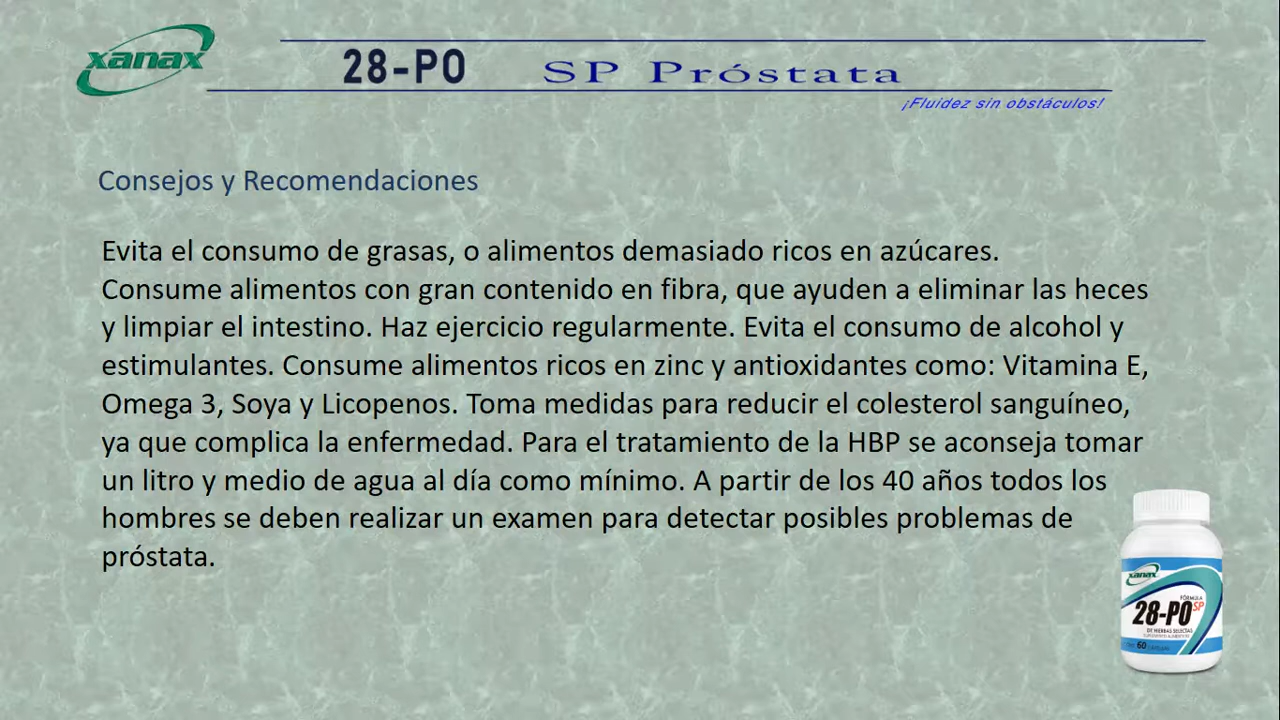 xanax
28-PO SP Próstata
¡Fluidez sin obstáculos!
Consejos y Recomendaciones
Evita el consumo de grasas, o alimentos demasiado ricos en azúcares.
Consume alimentos con gran contenido en fibra, que ayuden a eliminar las heces
y limpiar el intestino. Haz ejercicio regularmente. Evita el consumo de alcohol y
estimulantes. Consume alimentos ricos en zinc y antioxidantes como: Vitamina E,
Omega 3, Soya y Licopenos. Toma medidas para reducir el colesterol sanguíneo,
ya que complica la enfermedad. Para el tratamiento de la HBP se aconseja tomar
un litro y medio de agua al día como mínimo. A partir de los 40 años todos los
hombres se deben realizar un examen para detectar posibles problemas de
próstata.
xanax
FÓRMULA
28-PO SP
DE HIERBAS SELECTAS
60